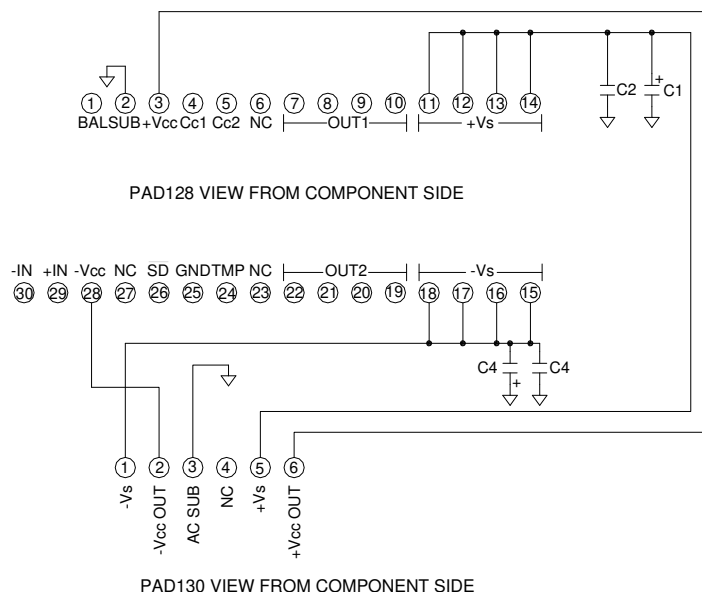 1 2 3 4 5 6 7 8 9 10 11 12 13 14 C2 + C1
BAL SUB +Vcc Cc1 Cc2 NC OUT1 +Vs
PAD128 VIEW FROM COMPONENT SIDE
-IN +IN -Vcc NC SD GND TMP NC OUT2 -Vs
30 29 28 27 26 25 24 23 22 21 20 19 18 17 16 15
C4 + C4
1 2 3 4 5 6
-Vs
-Vcc OUT
AC SUB
NC
+Vs
+Vcc OUT
PAD130 VIEW FROM COMPONENT SIDE